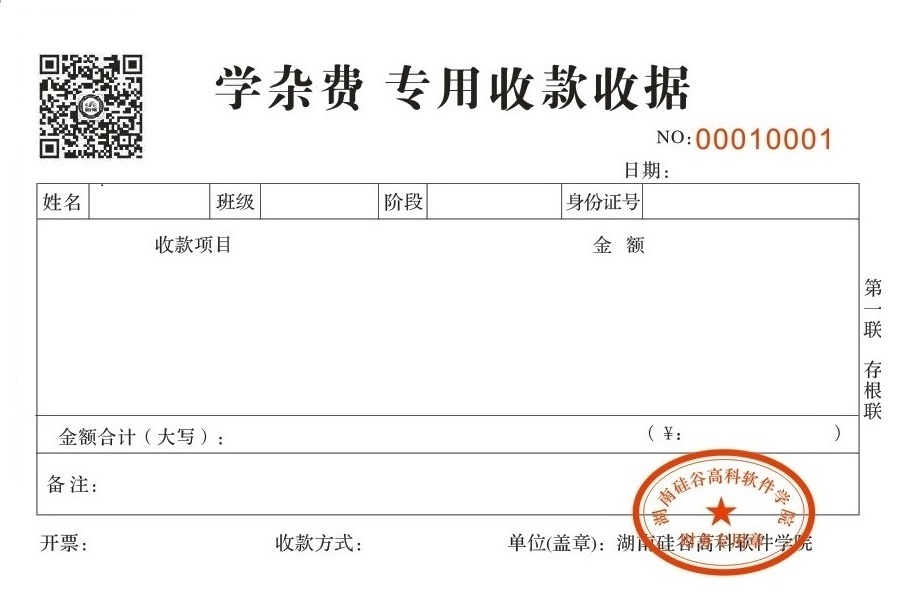 学杂费 专用收款收据
NO:00010001
日期:
姓名 班级 阶段 身份证号
收款项目 金 额
金额合计(大写): (¥: )
备注:
开票: 收款方式: 单位(盖章): 湖南硅谷高科软件学院
第一联 存根联
湖南硅谷高科软件学院
财务专用章